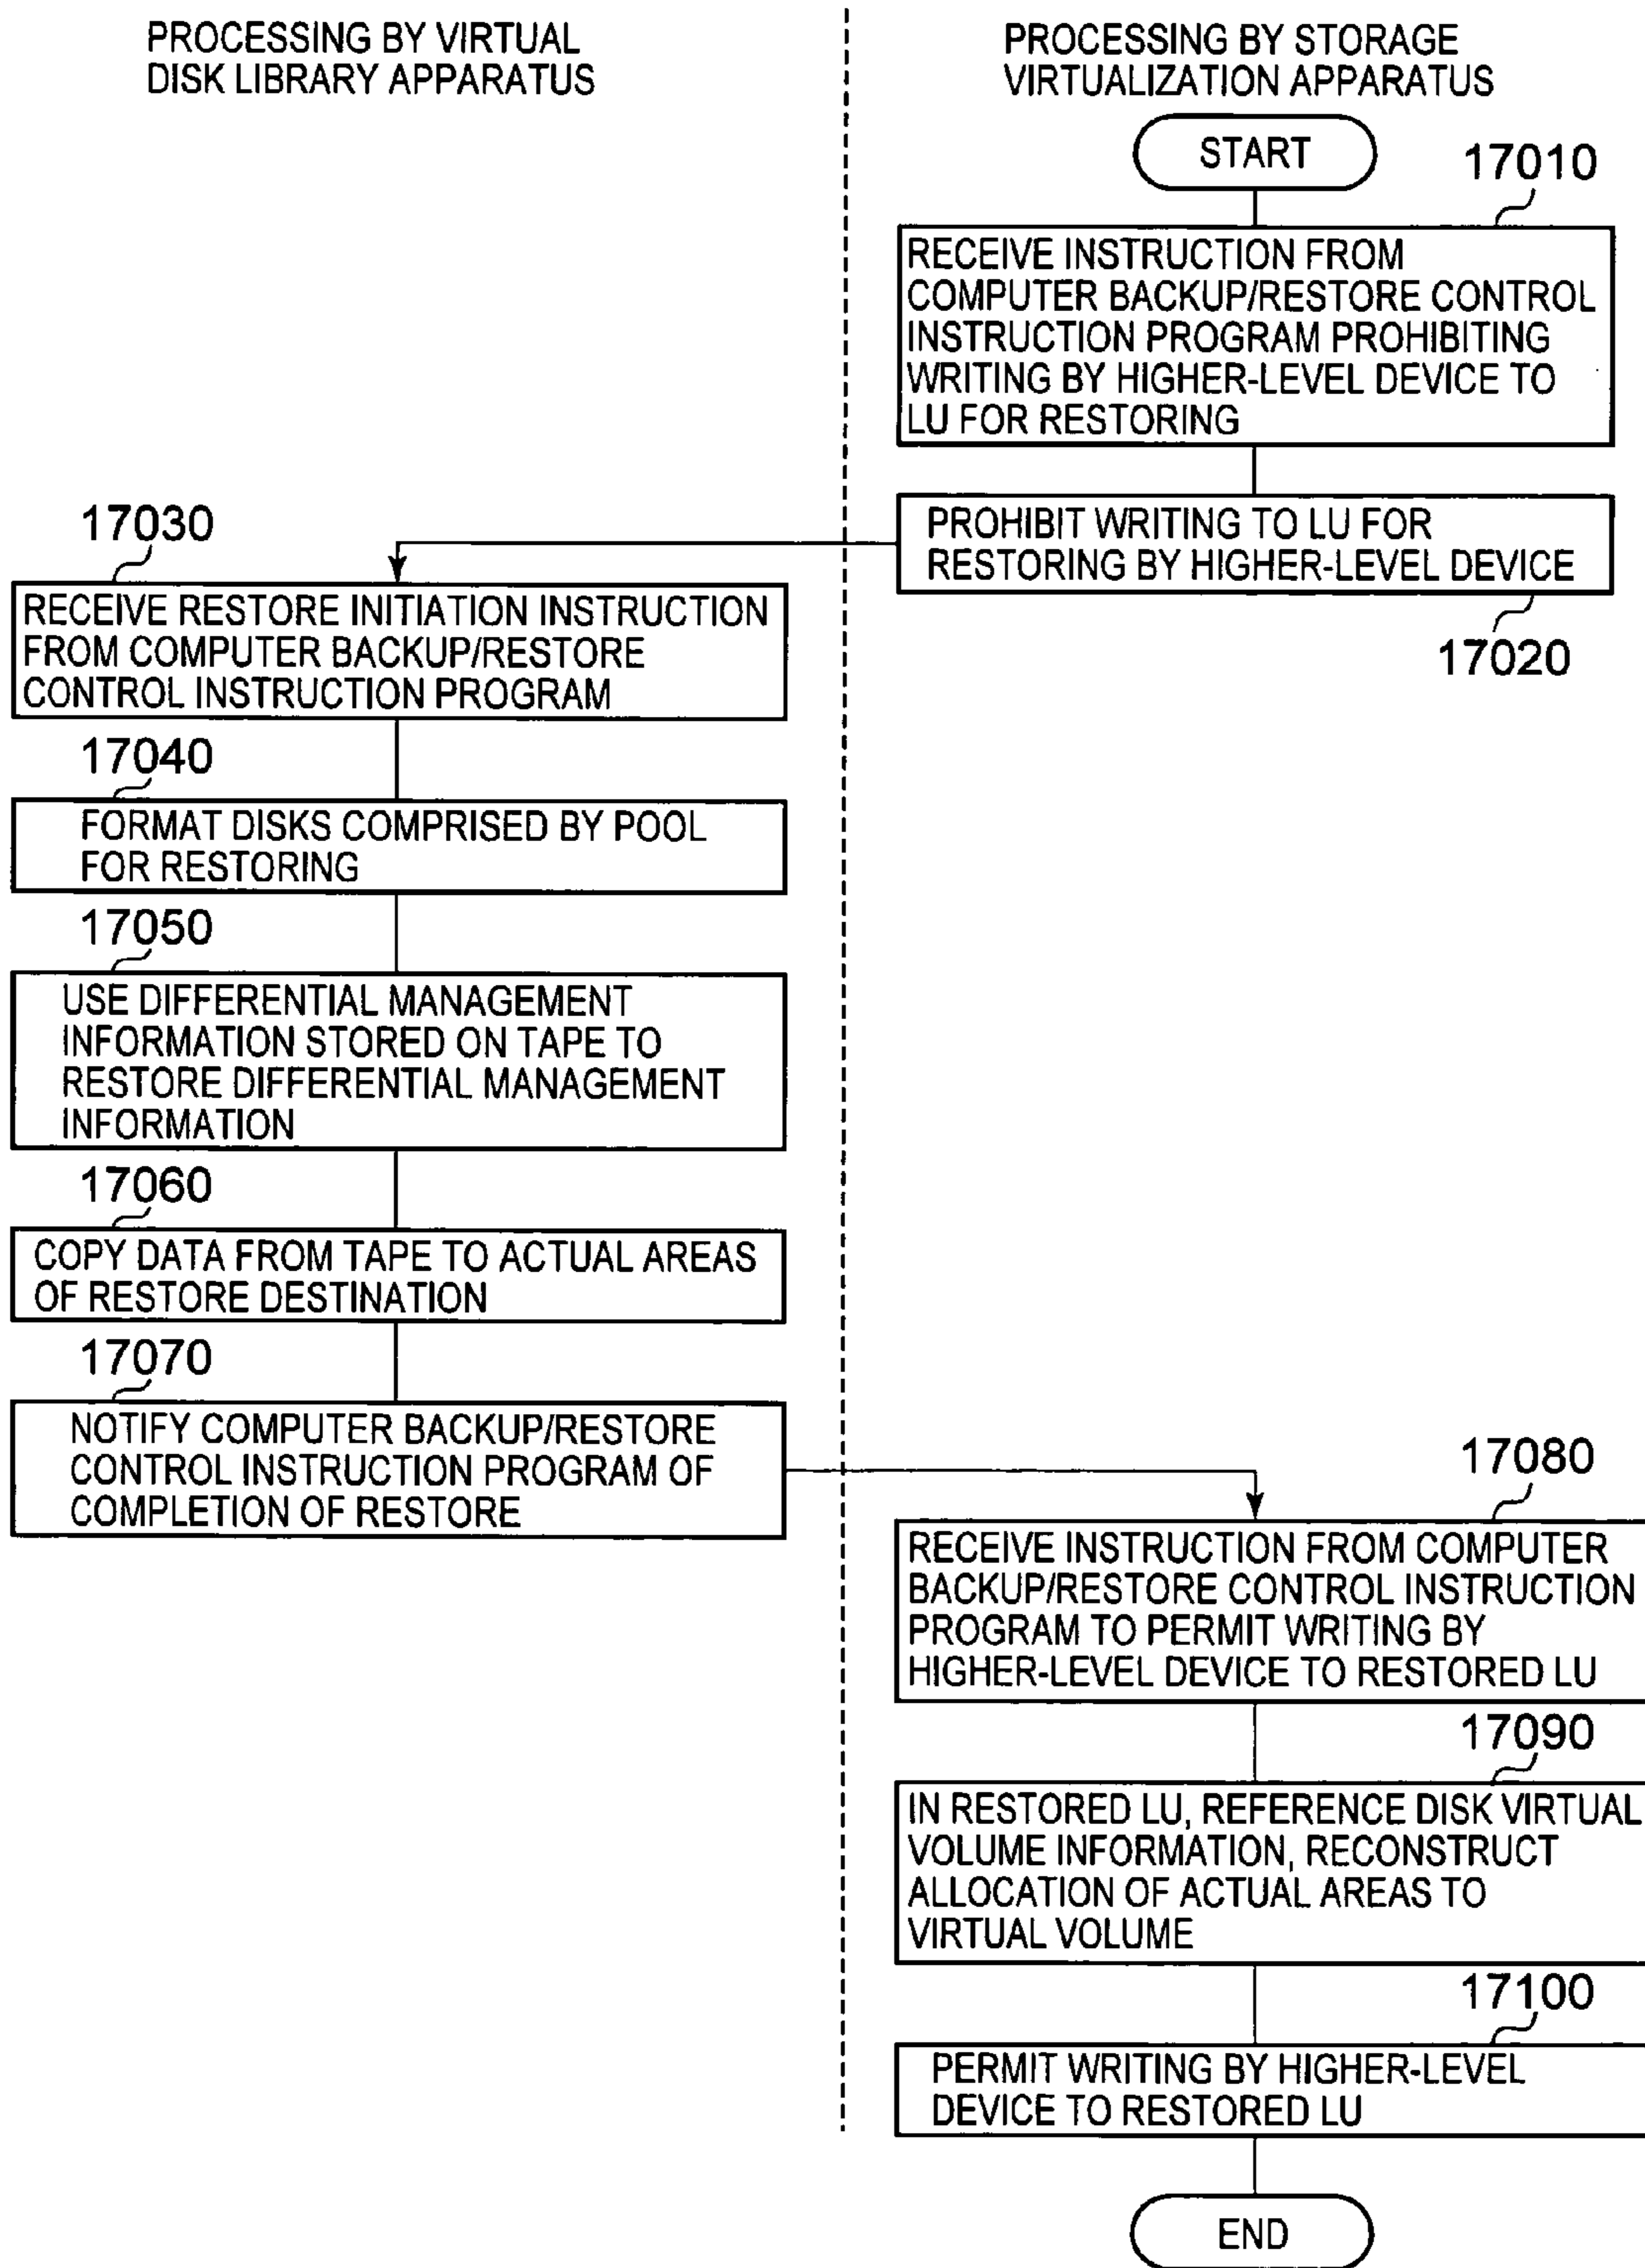 PROCESSING BY VIRTUAL
DISK LIBRARY APPARATUS
PROCESSING BY STORAGE
VIRTUALIZATION APPARATUS
START
17010
RECEIVE INSTRUCTION FROM
COMPUTER BACKUP/RESTORE CONTROL
INSTRUCTION PROGRAM PROHIBITING
WRITING BY HIGHER-LEVEL DEVICE TO
LU FOR RESTORING
PROHIBIT WRITING TO LU FOR
RESTORING BY HIGHER-LEVEL DEVICE
17020
17030
RECEIVE RESTORE INITIATION INSTRUCTION
FROM COMPUTER BACKUP/RESTORE
CONTROL INSTRUCTION PROGRAM
17040
FORMAT DISKS COMPRISED BY POOL
FOR RESTORING
17050
USE DIFFERENTIAL MANAGEMENT
INFORMATION STORED ON TAPE TO
RESTORE DIFFERENTIAL MANAGEMENT
INFORMATION
17060
COPY DATA FROM TAPE TO ACTUAL AREAS
OF RESTORE DESTINATION
17070
NOTIFY COMPUTER BACKUP/RESTORE
CONTROL INSTRUCTION PROGRAM OF
COMPLETION OF RESTORE
17080
RECEIVE INSTRUCTION FROM COMPUTER
BACKUP/RESTORE CONTROL INSTRUCTION
PROGRAM TO PERMIT WRITING BY
HIGHER-LEVEL DEVICE TO RESTORED LU
17090
IN RESTORED LU, REFERENCE DISK VIRTUAL
VOLUME INFORMATION, RECONSTRUCT
ALLOCATION OF ACTUAL AREAS TO
VIRTUAL VOLUME
17100
PERMIT WRITING BY HIGHER-LEVEL
DEVICE TO RESTORED LU
END